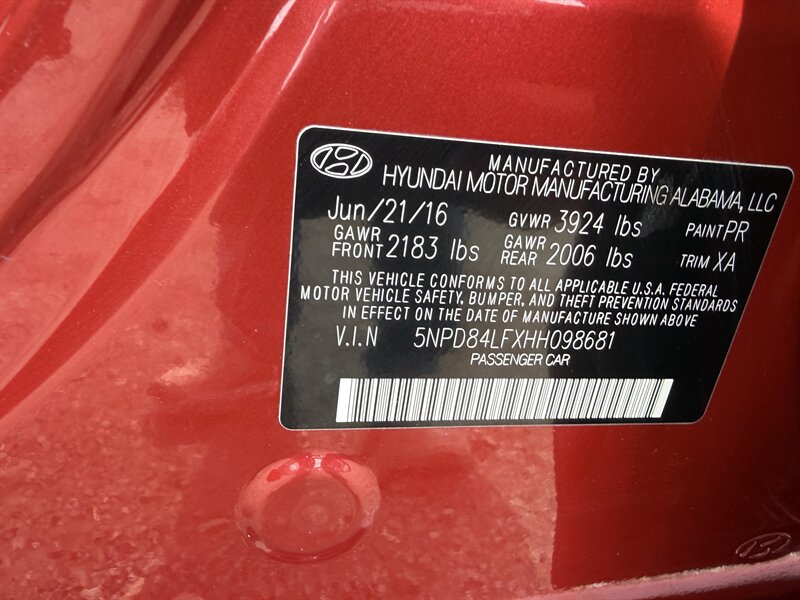 MANUFACTURED BY
HYUNDAI MOTOR MANUFACTURING ALABAMA, LLC
Jun/21/16 GVWR 3924 lbs PAINT PR
GAWR FRONT 2183 lbs GAWR REAR 2006 lbs TRIM XA
THIS VEHICLE CONFORMS TO ALL APPLICABLE U.S.A. FEDERAL
MOTOR VEHICLE SAFETY, BUMPER, AND THEFT PREVENTION STANDARDS
IN EFFECT ON THE DATE OF MANUFACTURE SHOWN ABOVE
V.I.N 5NPD84LFXHH098681
PASSENGER CAR